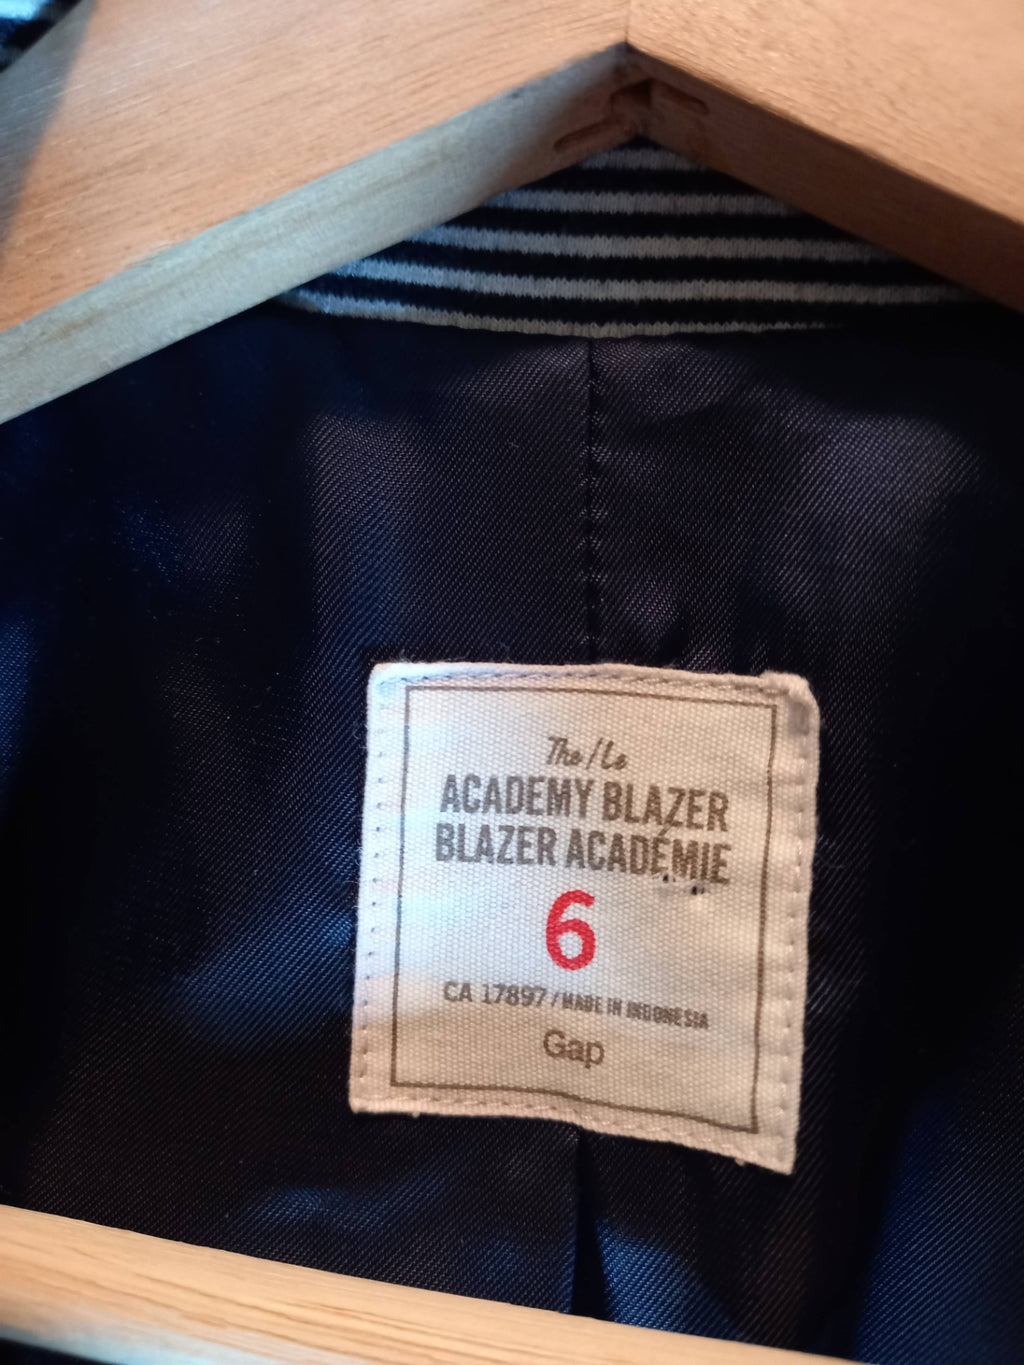 The/Le
ACADEMY BLAZER
BLAZER ACADÉMIE
6
CA 17897 / MADE IN INDONESIA
Gap